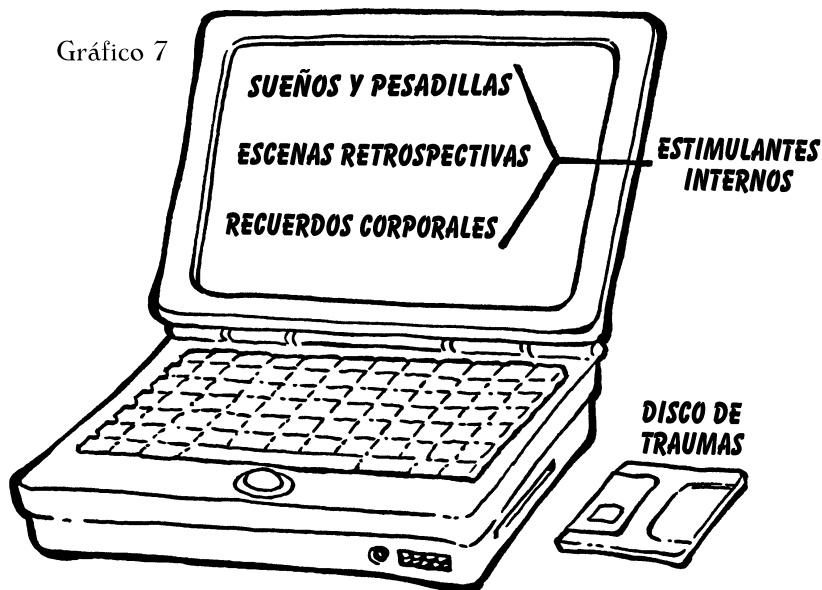 Gráfico 7
SUEÑOS Y PESADILLAS
ESCENAS RETROSPECTIVAS
RECUERDOS CORPORALES
ESTIMULANTES
INTERNOS
DISCO DE
TRAUMAS